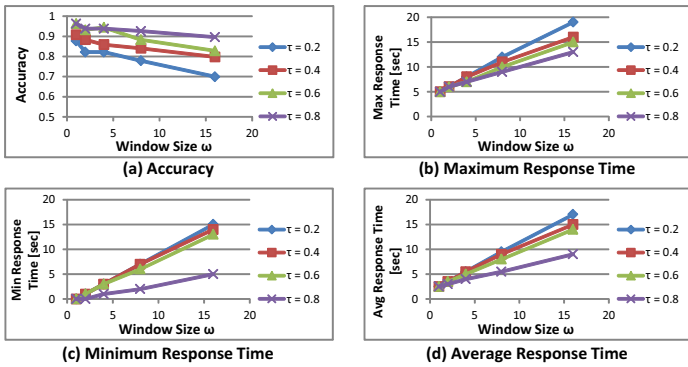 1
0.9
0.8
0.7
0.6
0.5
Accuracy
0 5 10 15 20
Window Size ω
τ = 0.2
τ = 0.4
τ = 0.6
τ = 0.8
(a) Accuracy
20
15
10
5
0
Max Response
Time [sec]
0 5 10 15 20
Window Size ω
τ = 0.2
τ = 0.4
τ = 0.6
τ = 0.8
(b) Maximum Response Time
20
15
10
5
0
Min Response
Time [sec]
0 5 10 15 20
Window Size ω
τ = 0.2
τ = 0.4
τ = 0.6
τ = 0.8
(c) Minimum Response Time
20
15
10
5
0
Avg Response Time
[sec]
0 5 10 15 20
Window Size ω
τ = 0.2
τ = 0.4
τ = 0.6
τ = 0.8
(d) Average Response Time